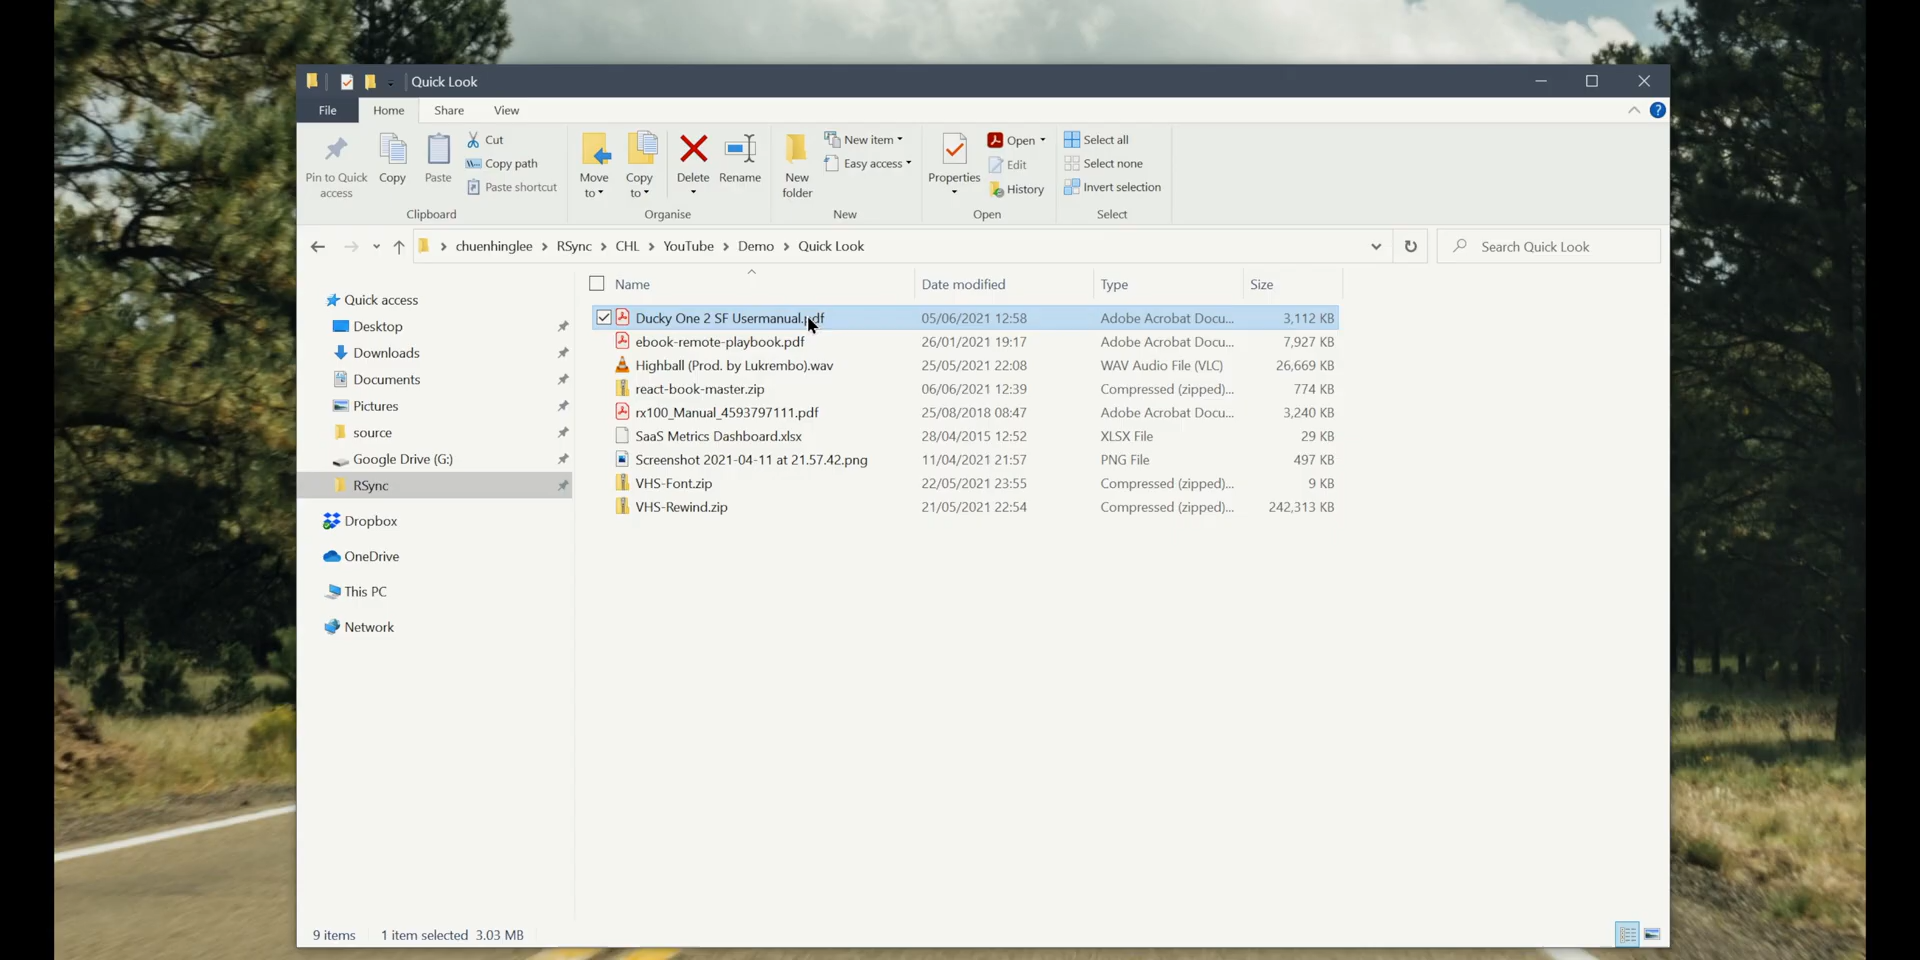 Quick Look
File Home Share View
Pin to Quick access
Copy
Paste
Cut
Copy path
Paste shortcut
Clipboard
Move to
Copy to
Delete
Rename
Organise
New folder
New item
Easy access
New
Properties
Open
Edit
History
Open
Select all
Select none
Invert selection
Select
chuenhinglee > RSync > CHL > YouTube > Demo > Quick Look
Search Quick Look
Quick access
Desktop
Downloads
Documents
Pictures
source
Google Drive (G:)
RSync
Dropbox
OneDrive
This PC
Network
Name Date modified Type Size
Ducky One 2 SF Usermanual.pdf 05/06/2021 12:58 Adobe Acrobat Docu... 3,112 KB
ebook-remote-playbook.pdf 26/01/2021 19:17 Adobe Acrobat Docu... 7,927 KB
Highball (Prod. by Lukrembo).wav 25/05/2021 22:08 WAV Audio File (VLC) 26,669 KB
react-book-master.zip 06/06/2021 12:39 Compressed (zipped)... 774 KB
rx100_Manual_4593797111.pdf 25/08/2018 08:47 Adobe Acrobat Docu... 3,240 KB
SaaS Metrics Dashboard.xlsx 28/04/2015 12:52 XLSX File 29 KB
Screenshot 2021-04-11 at 21.57.42.png 11/04/2021 21:57 PNG File 497 KB
VHS-Font.zip 22/05/2021 23:55 Compressed (zipped)... 9 KB
VHS-Rewind.zip 21/05/2021 22:54 Compressed (zipped)... 242,313 KB
9 items 1 item selected 3.03 MB